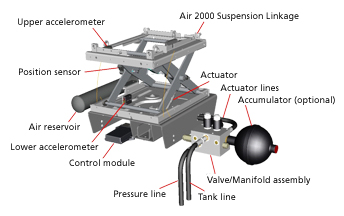 Upper accelerometer
Air 2000 Suspension Linkage
Position sensor
Actuator
Actuator lines
Accumulator (optional)
Air reservoir
Lower accelerometer
Control module
Valve/Manifold assembly
Pressure line
Tank line